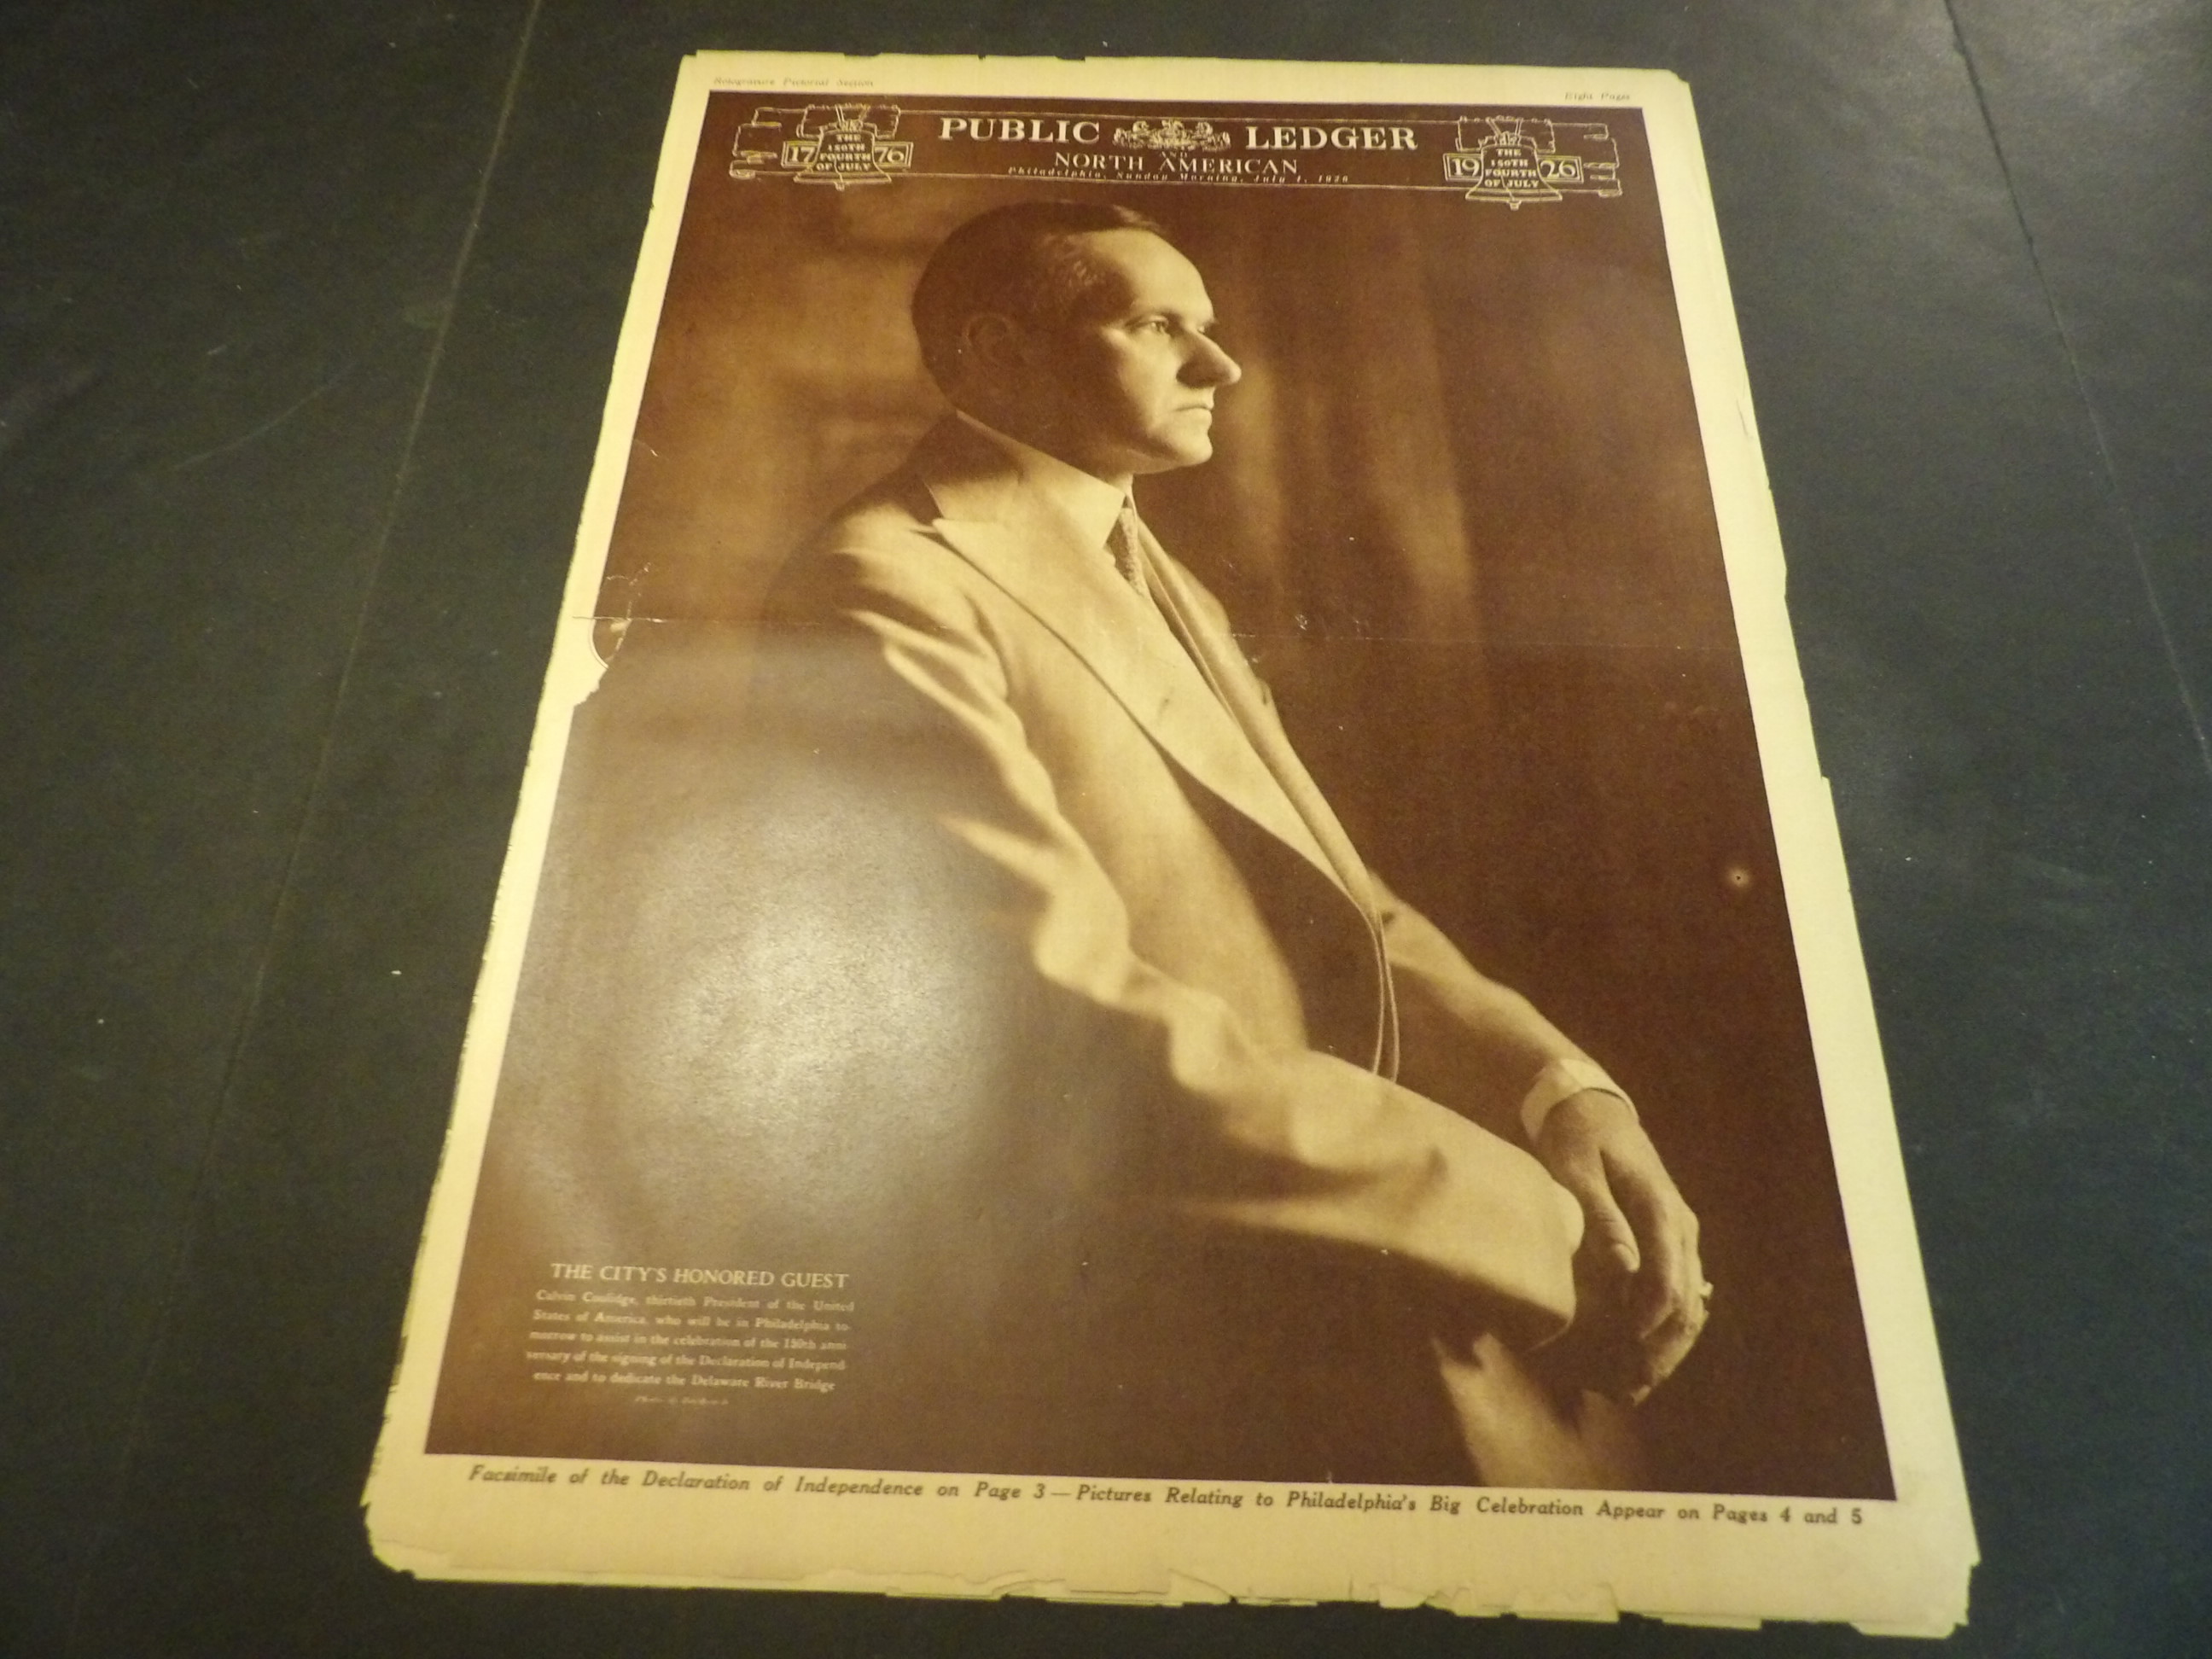 Rotogravure Pictorial Section
Eight Pages
THE
150TH
17 FOURTH 76
OF JULY
PUBLIC LEDGER
AND
NORTH AMERICAN
Philadelphia, Sunday Morning, July 4, 1926
THE
19 150TH 26
FOURTH
OF JULY
THE CITY'S HONORED GUEST
Calvin Coolidge, thirtieth President of the United
States of America, who will be in Philadelphia to-
morrow to assist in the celebration of the 150th anni
versary of the signing of the Declaration of Independ
ence and to dedicate the Delaware River Bridge
Photo ©
Facsimile of the Declaration of Independence on Page 3 — Pictures Relating to Philadelphia's Big Celebration Appear on Pages 4 and 5